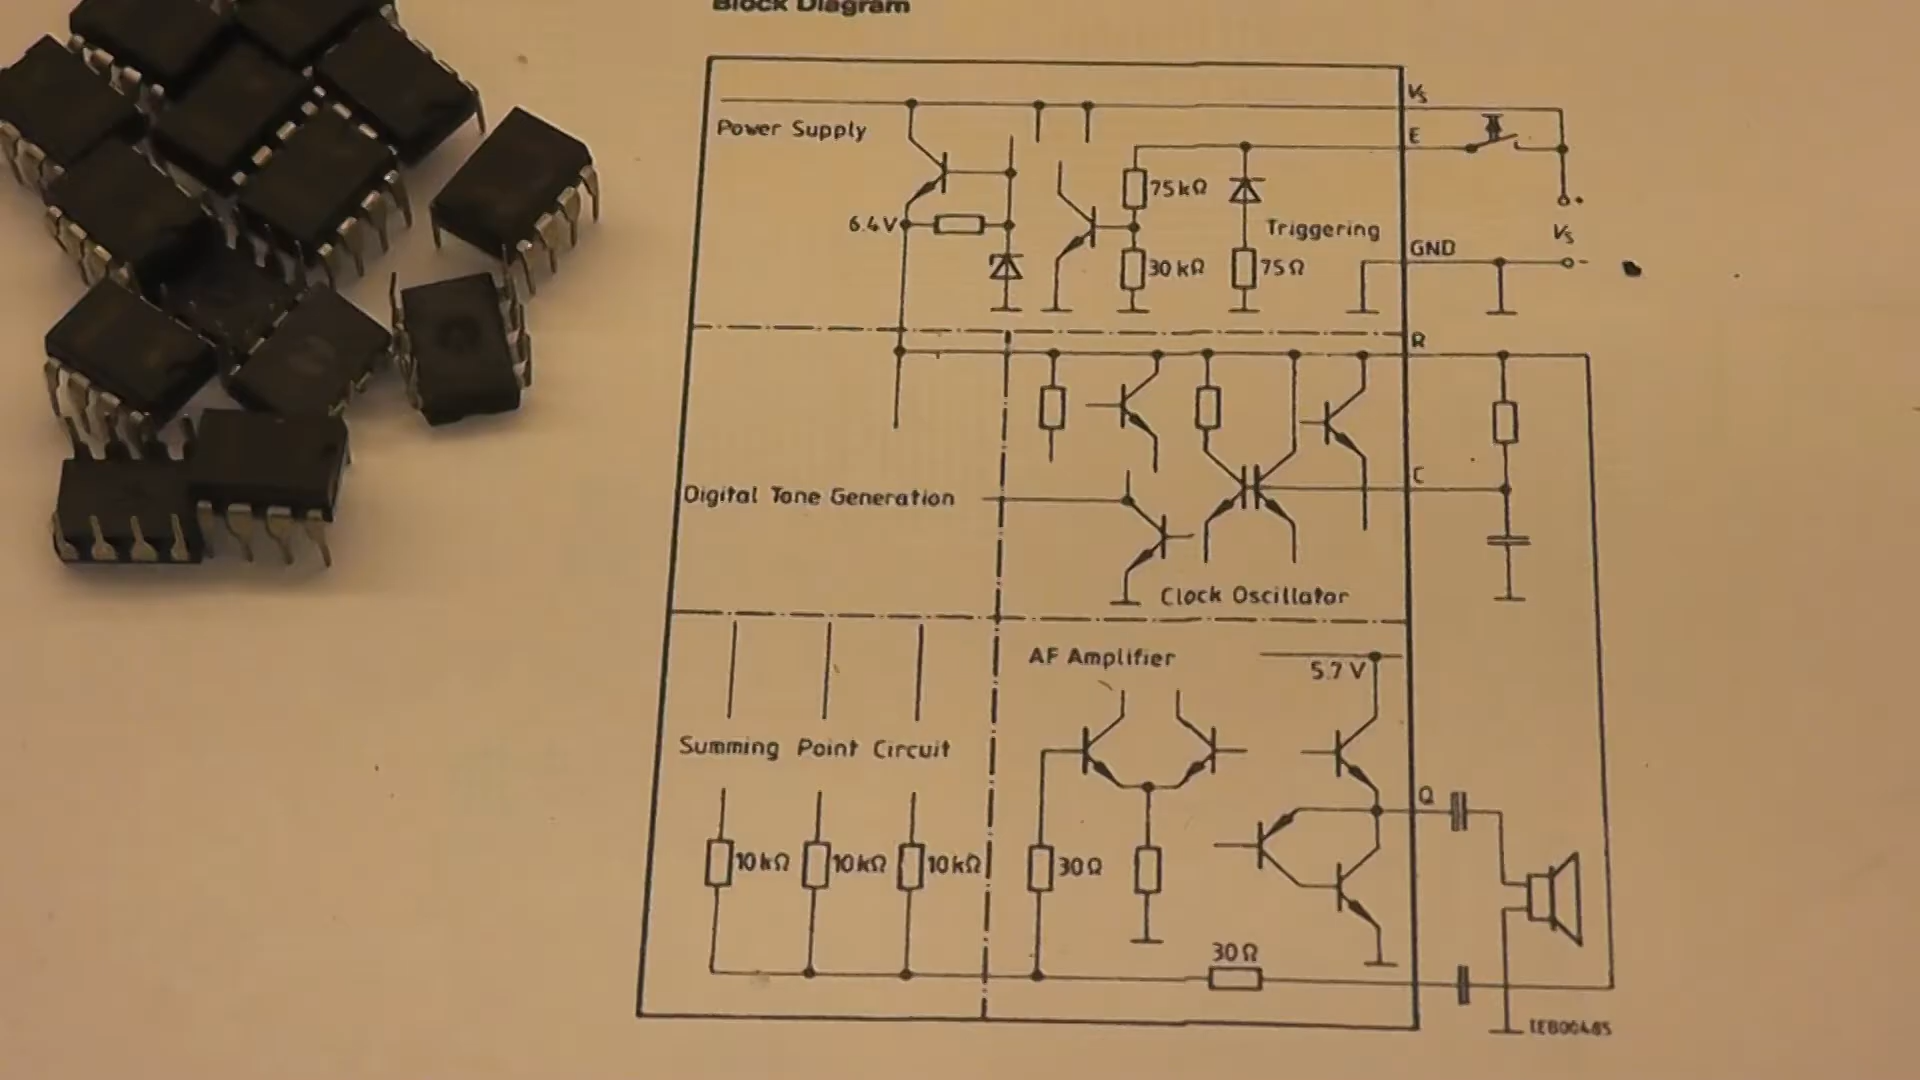 Block Diagram
Vs
Power Supply
E
75kΩ
6.4V
Triggering
Vs
GND
30kΩ
75Ω
R
C
Digital Tone Generation
Clock Oscillator
AF Amplifier
5.7 V
Summing Point Circuit
Q
10kΩ
10kΩ
10kΩ
30Ω
30Ω
IEB00485